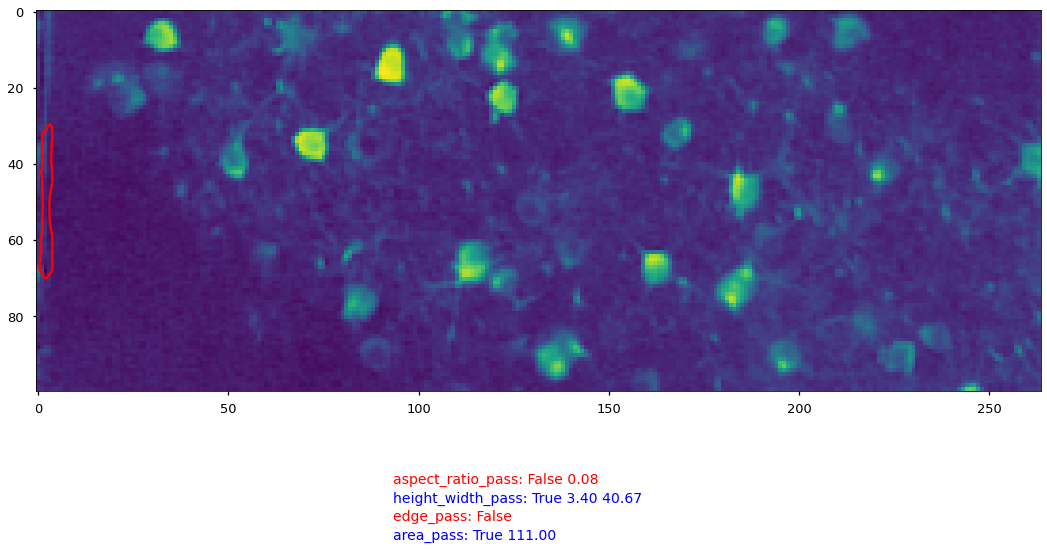 0
20
40
60
80
0 50 100 150 200 250
aspect_ratio_pass: False 0.08
height_width_pass: True 3.40 40.67
edge_pass: False
area_pass: True 111.00